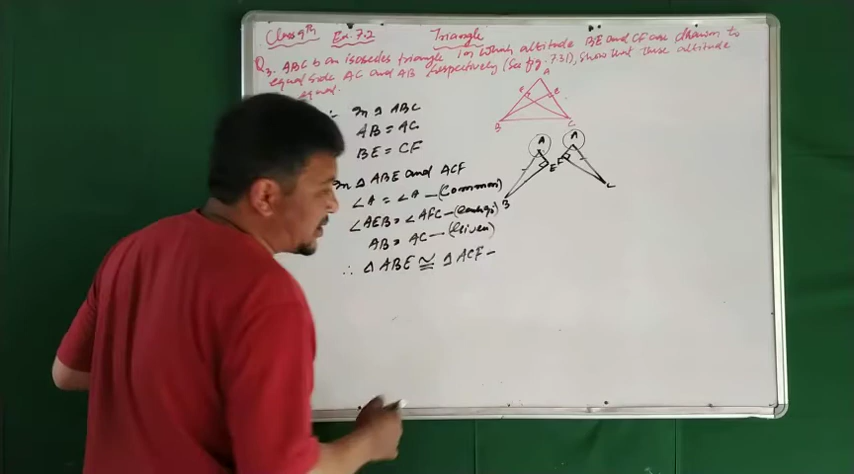 Class 9th Ex. 7.2 Triangle
Q3. ABC is an isosceles triangle in which altitude BE and CF are drawn to
equal side AC and AB respectively (See fig. 7.31), show that these altitude
equal.
In △ ABC
AB = AC
BE = CF
In △ ABE and ACF
∠A = ∠A — (Common)
∠AEB = ∠AFC —
AB = AC — (Given)
∴ △ ABE ≅ △ ACF —
A
F E
B C
A A
E F
B C